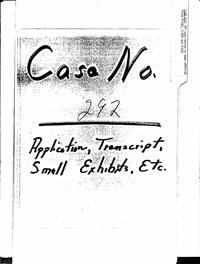 Case No.
292
Application, Transcript,
Small Exhibits, Etc.